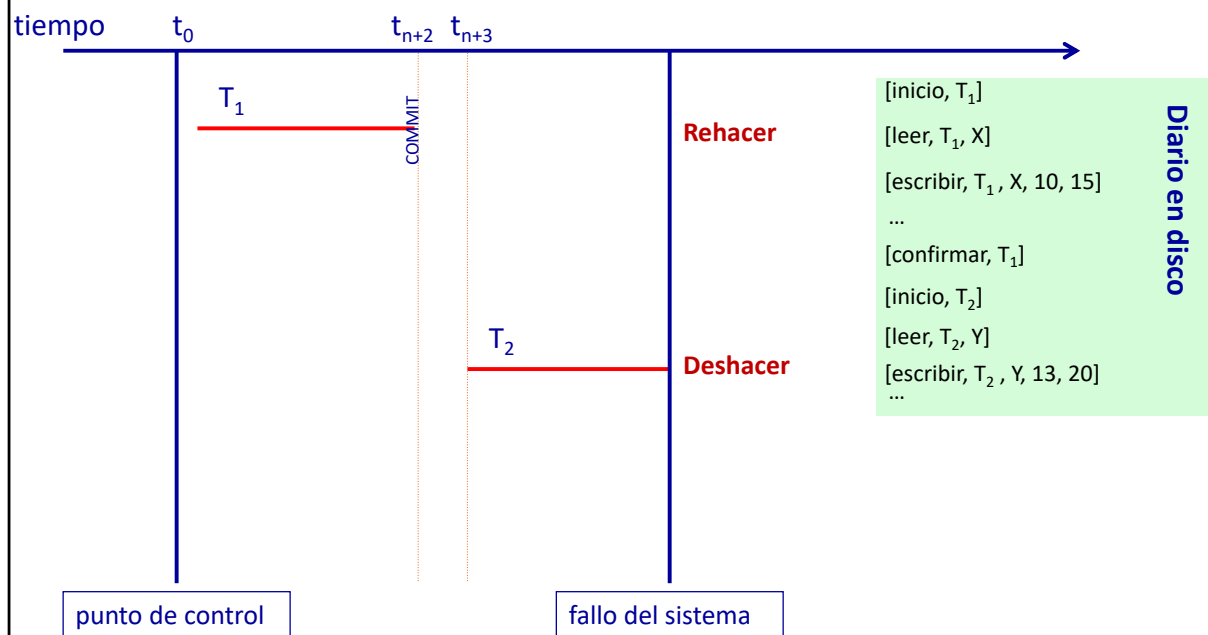 tiempo t₀ tₙ₊₂ tₙ₊₃
T₁
COMMIT
Rehacer
T₂
Deshacer
[inicio, T₁]
[leer, T₁, X]
[escribir, T₁ , X, 10, 15]
...
[confirmar, T₁]
[inicio, T₂]
[leer, T₂, Y]
[escribir, T₂ , Y, 13, 20]
...
Diario en disco
punto de control
fallo del sistema